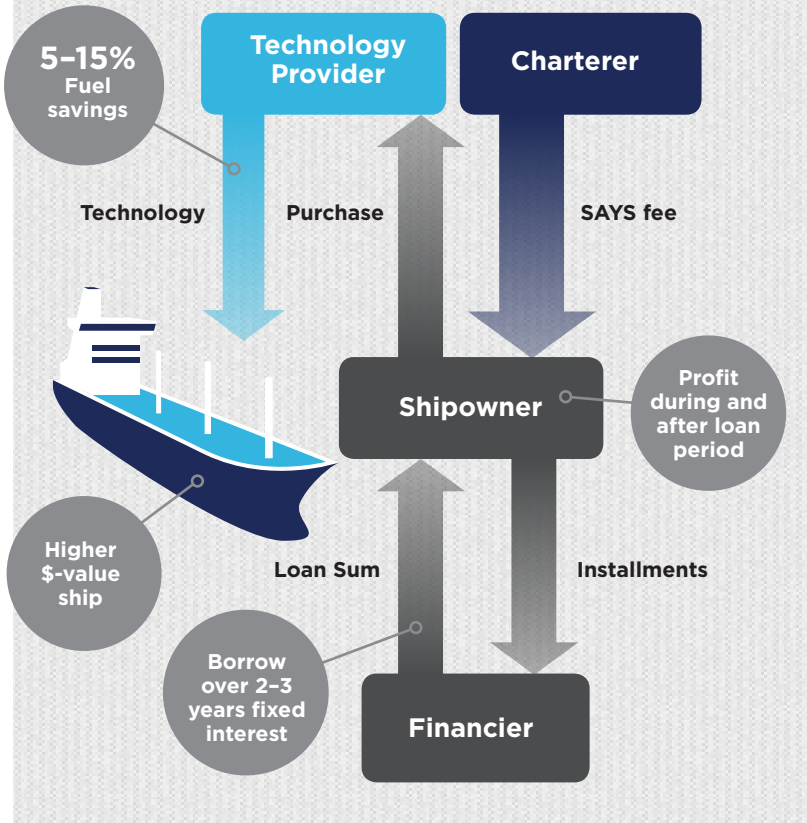 5–15%
Fuel
savings
Technology
Provider
Charterer
Technology
Purchase
SAYS fee
Shipowner
Profit
during and
after loan
period
Higher
$-value
ship
Loan Sum
Installments
Borrow
over 2–3
years fixed
interest
Financier